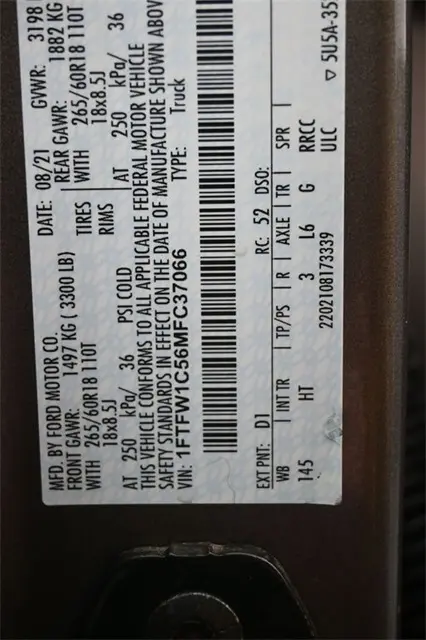 MFD. BY FORD MOTOR CO.
DATE: 08/21 GVWR: 3198
FRONT GAWR: 1497 KG ( 3300 LB) REAR GAWR: 1882 KG
WITH 265/60R18 110T TIRES WITH 265/60R18 110T
18x8.5J RIMS 18x8.5J
AT 250 kPa/ 36 PSI COLD AT 250 kPa/ 36
THIS VEHICLE CONFORMS TO ALL APPLICABLE FEDERAL MOTOR VEHICLE
SAFETY STANDARDS IN EFFECT ON THE DATE OF MANUFACTURE SHOWN ABOV
VIN: 1FTFW1C56MFC37066 TYPE: Truck
EXT PNT: D1 RC: 52 DSO:
WB INT TR TP/PS R AXLE TR SPR
145 HT 3 L6 G RRCC
2202108173339 ULC
▽ 5U5A-35